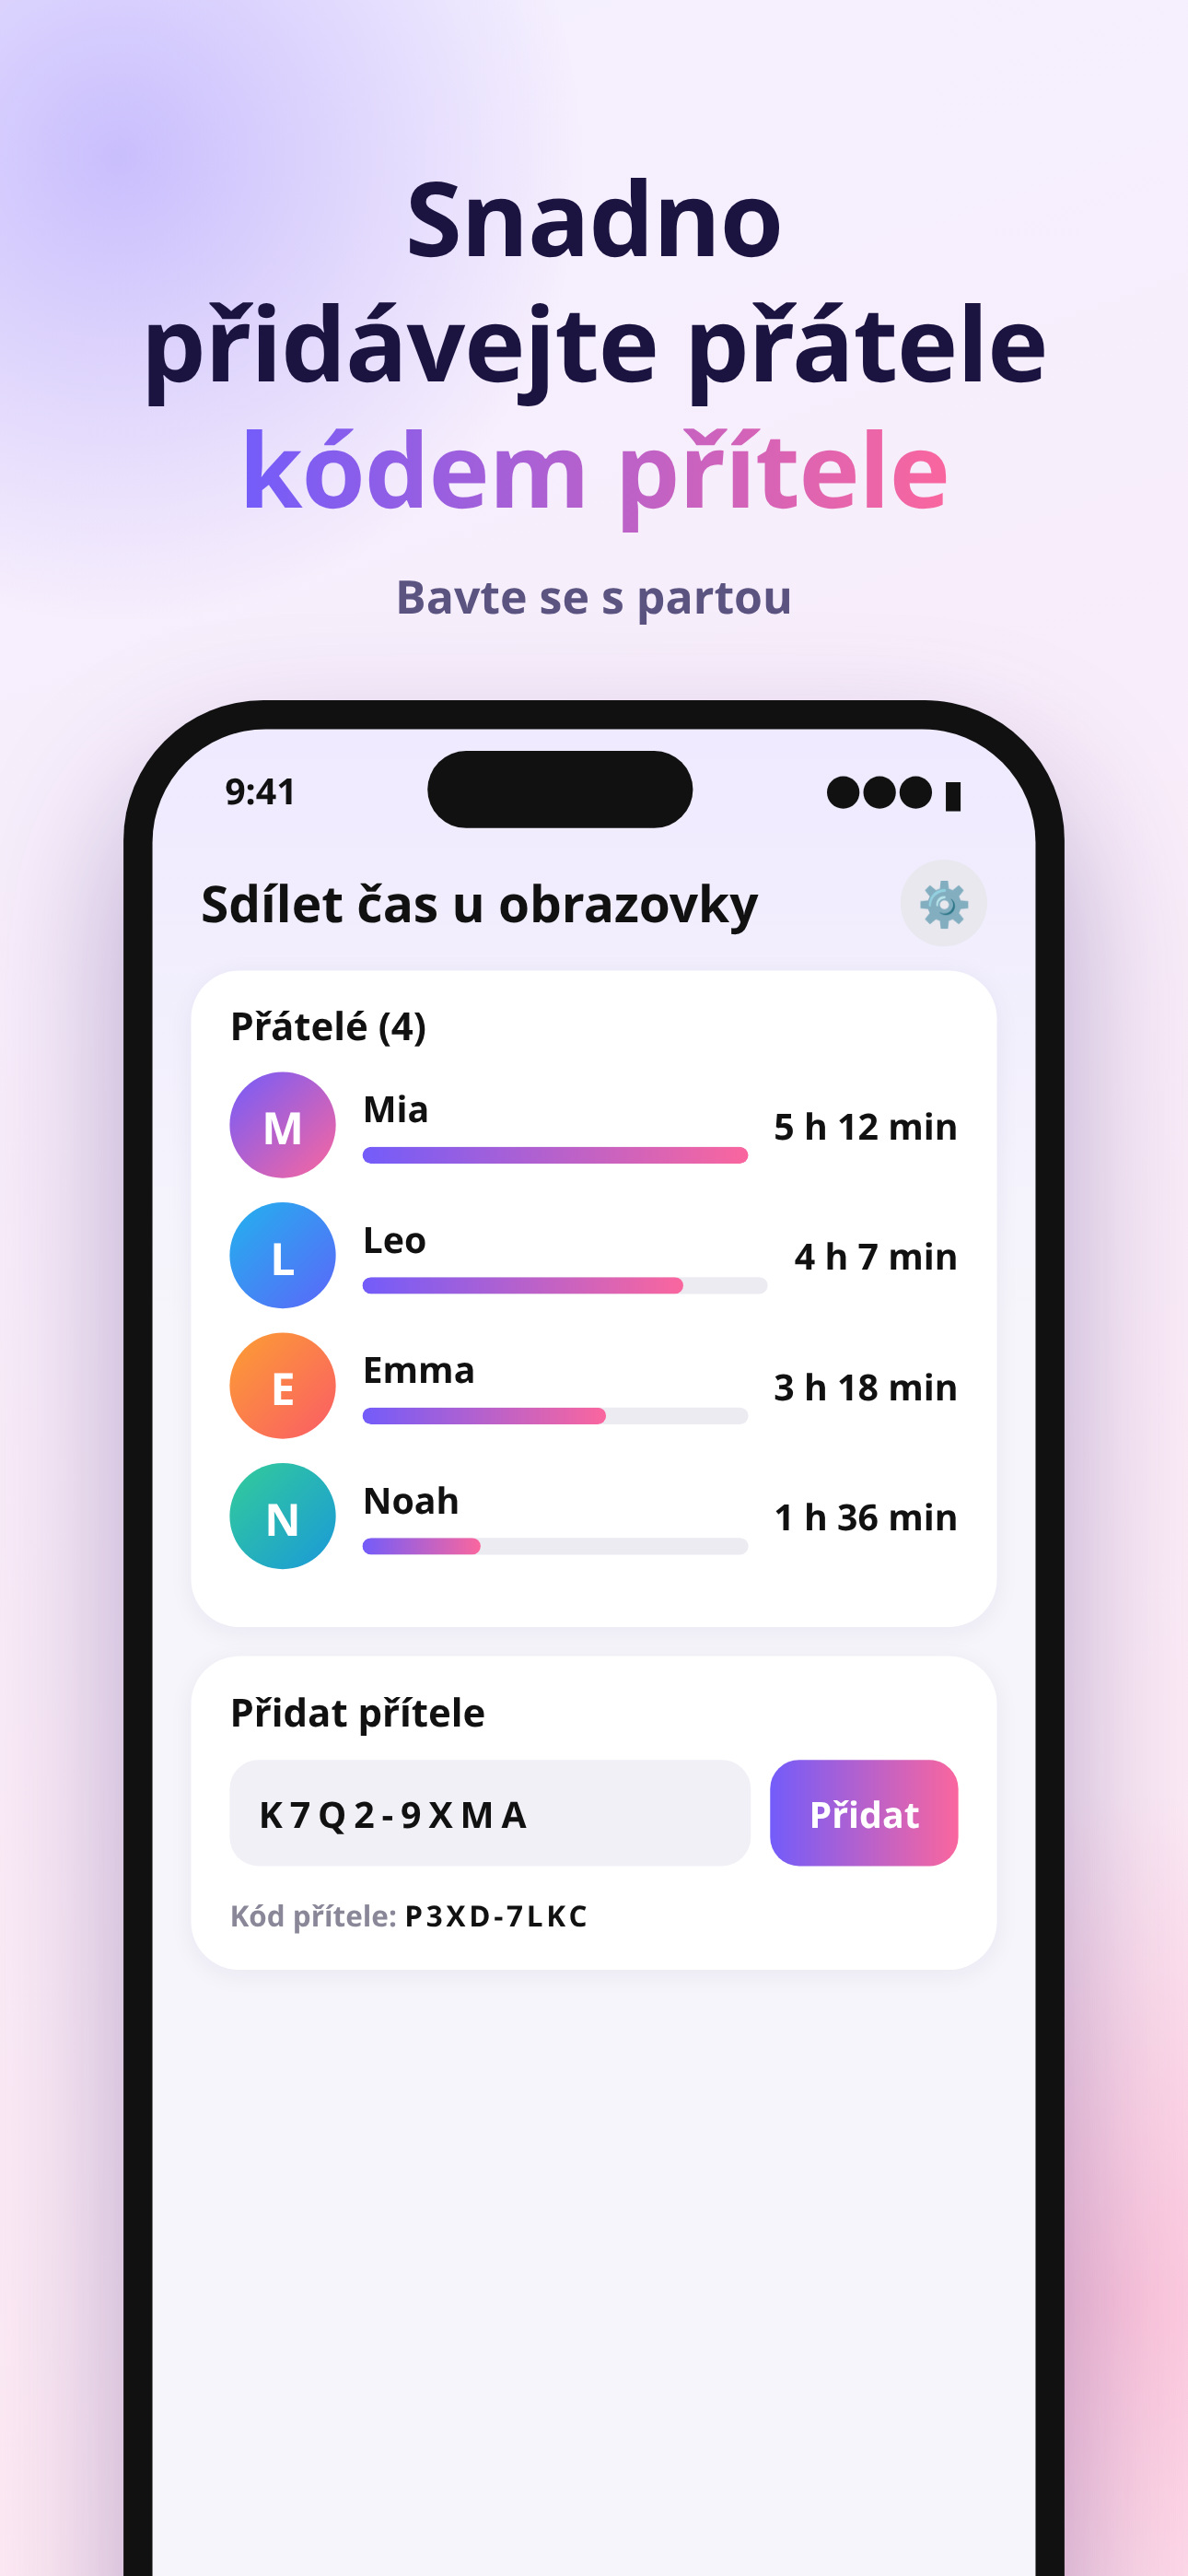 Snadno
přidávejte přátele
kódem přítele
Bavte se s partou
9:41
Sdílet čas u obrazovky
Přátelé (4)
M
Mia
5 h 12 min
L
Leo
4 h 7 min
E
Emma
3 h 18 min
N
Noah
1 h 36 min
Přidat přítele
K7Q2-9XMA
Přidat
Kód přítele: P3XD-7LKC